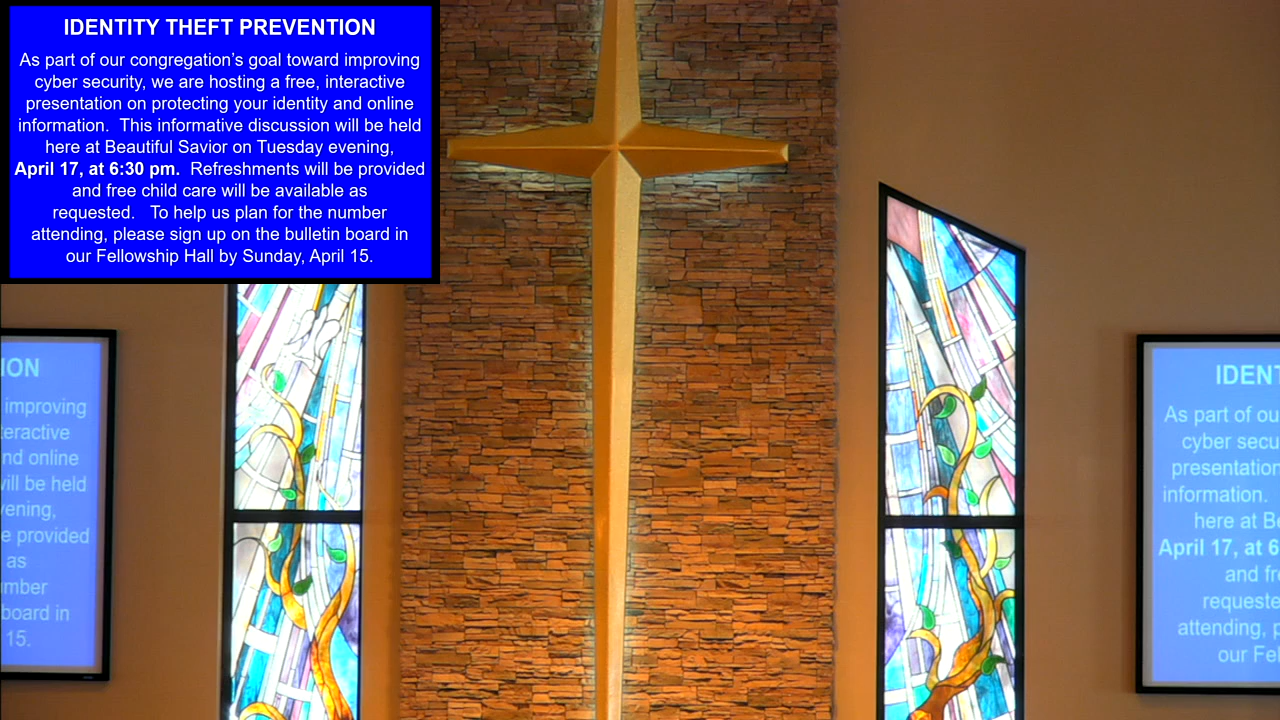 IDENTITY THEFT PREVENTION
As part of our congregation’s goal toward improving
cyber security, we are hosting a free, interactive
presentation on protecting your identity and online
information.  This informative discussion will be held
here at Beautiful Savior on Tuesday evening,
April 17, at 6:30 pm.  Refreshments will be provided
and free child care will be available as
requested.   To help us plan for the number
attending, please sign up on the bulletin board in
our Fellowship Hall by Sunday, April 15.
ION
improving
teractive
nd online
vill be held
vening,
e provided
as
umber
board in
15.
IDENT
As part of ou
cyber secu
presentation
information.
here at Be
April 17, at 6
and fre
requeste
attending, p
our Fel